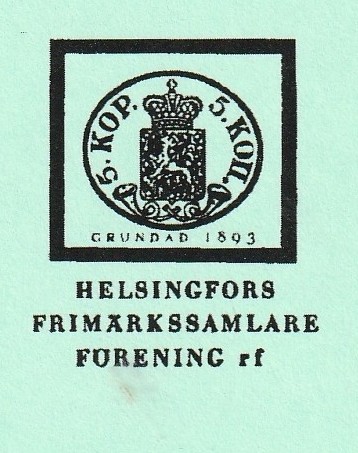 5. KOP. 5. КОП.
GRUNDAD 1893
HELSINGFORS
FRIMÄRKSSAMLARE
FÖRENING rf